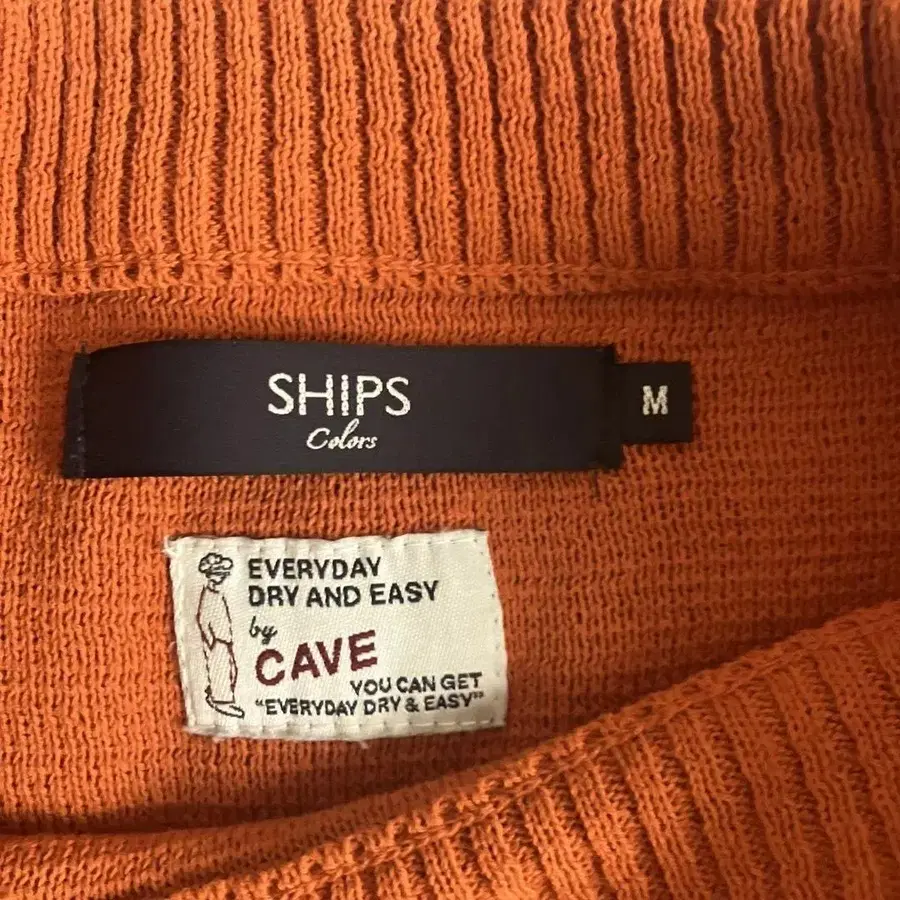 SHIPS
Colors
M
EVERYDAY
DRY AND EASY
by
CAVE
YOU CAN GET
"EVERYDAY DRY & EASY"